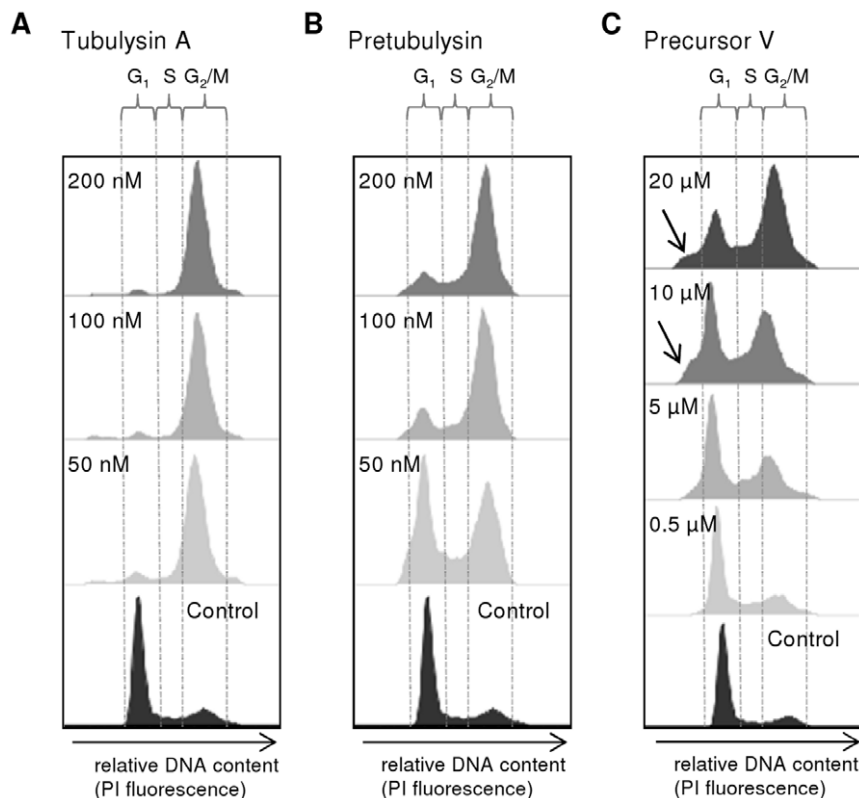 A
Tubulysin A
G₁ S G₂/M
200 nM
100 nM
50 nM
Control
relative DNA content
(PI fluorescence)
B
Pretubulysin
G₁ S G₂/M
200 nM
100 nM
50 nM
Control
relative DNA content
(PI fluorescence)
C
Precursor V
G₁ S G₂/M
20 µM
10 µM
5 µM
0.5 µM
Control
relative DNA content
(PI fluorescence)